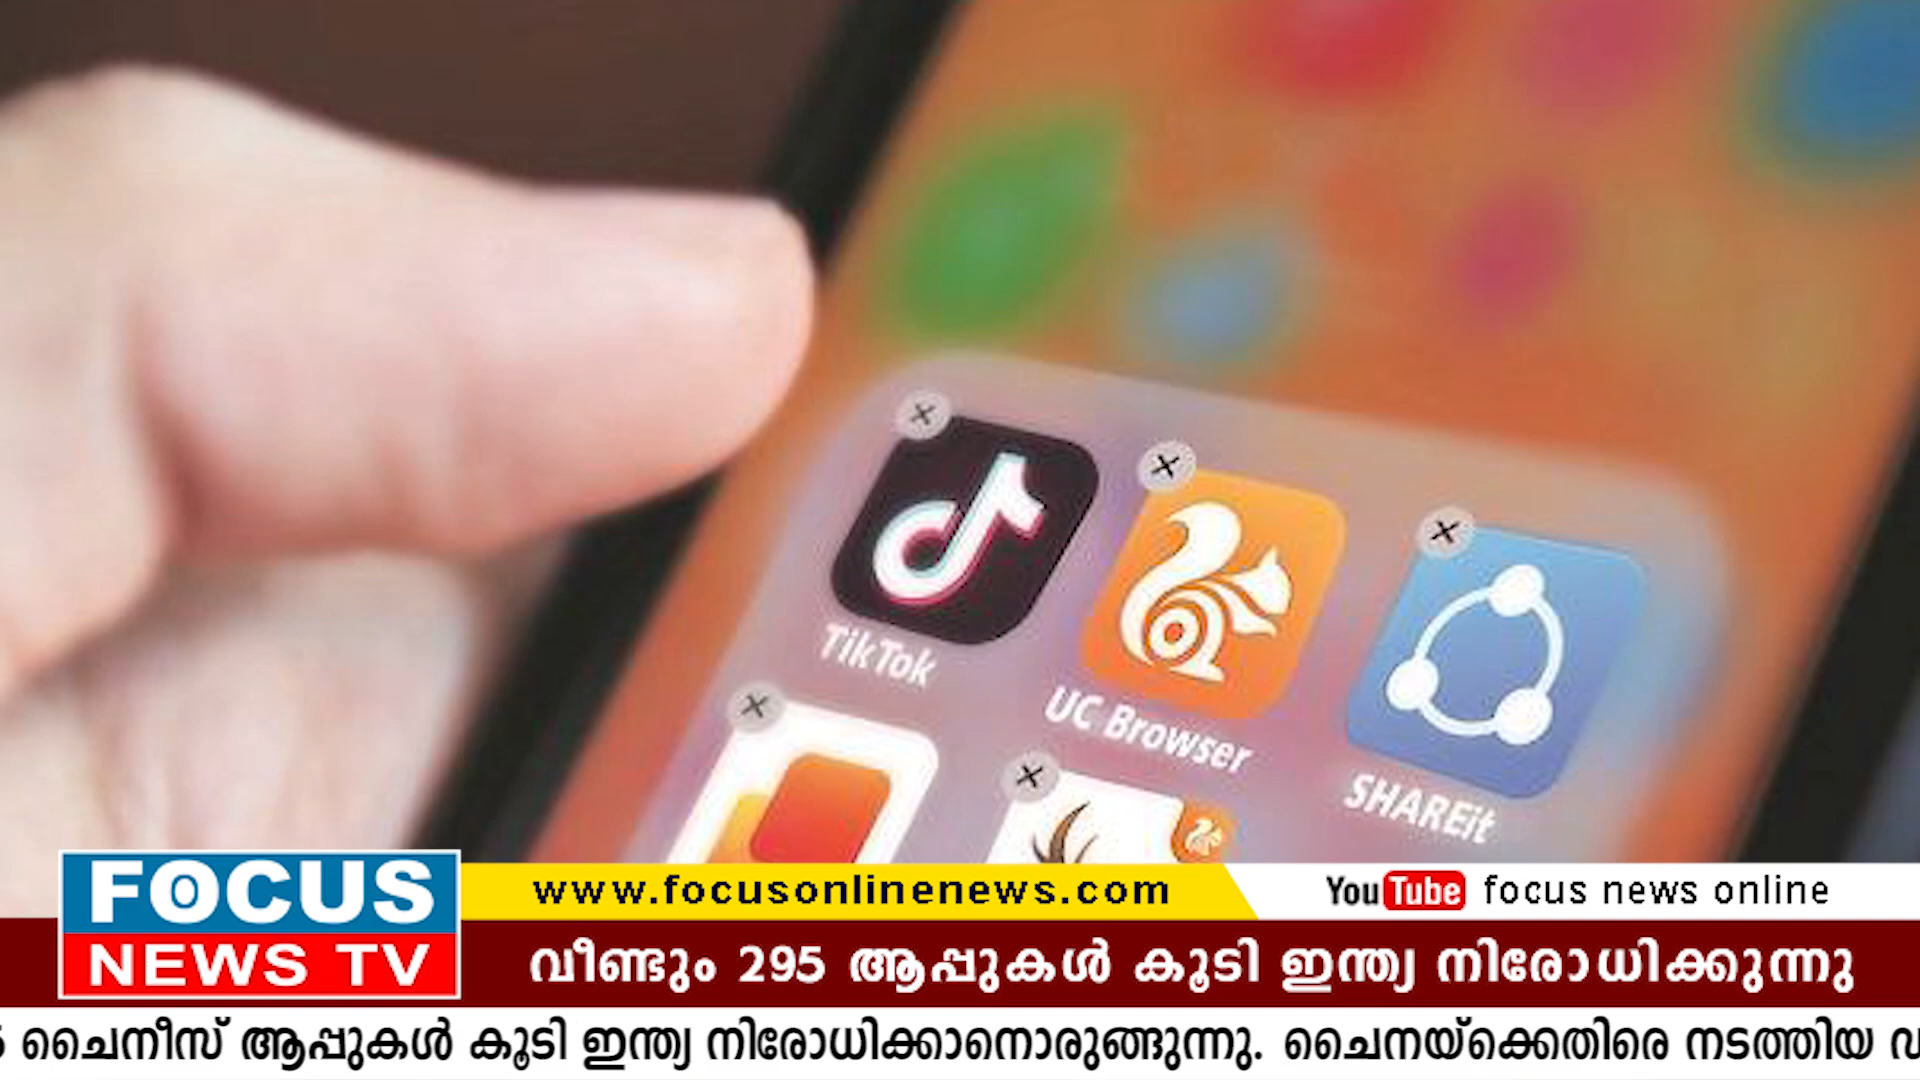 TikTok
UC Browser
SHAREit
FOCUS
NEWS TV
www.focusonlinenews.com
YouTube focus news online
വീണ്ടും 295 ആപ്പുകൾ കൂടി ഇന്ത്യ നിരോധിക്കുന്നു
ചൈനീസ് ആപ്പുകൾ കൂടി ഇന്ത്യ നിരോധിക്കാനൊരുങ്ങുന്നു. ചൈനയ്ക്കെതിരെ നടത്തിയ